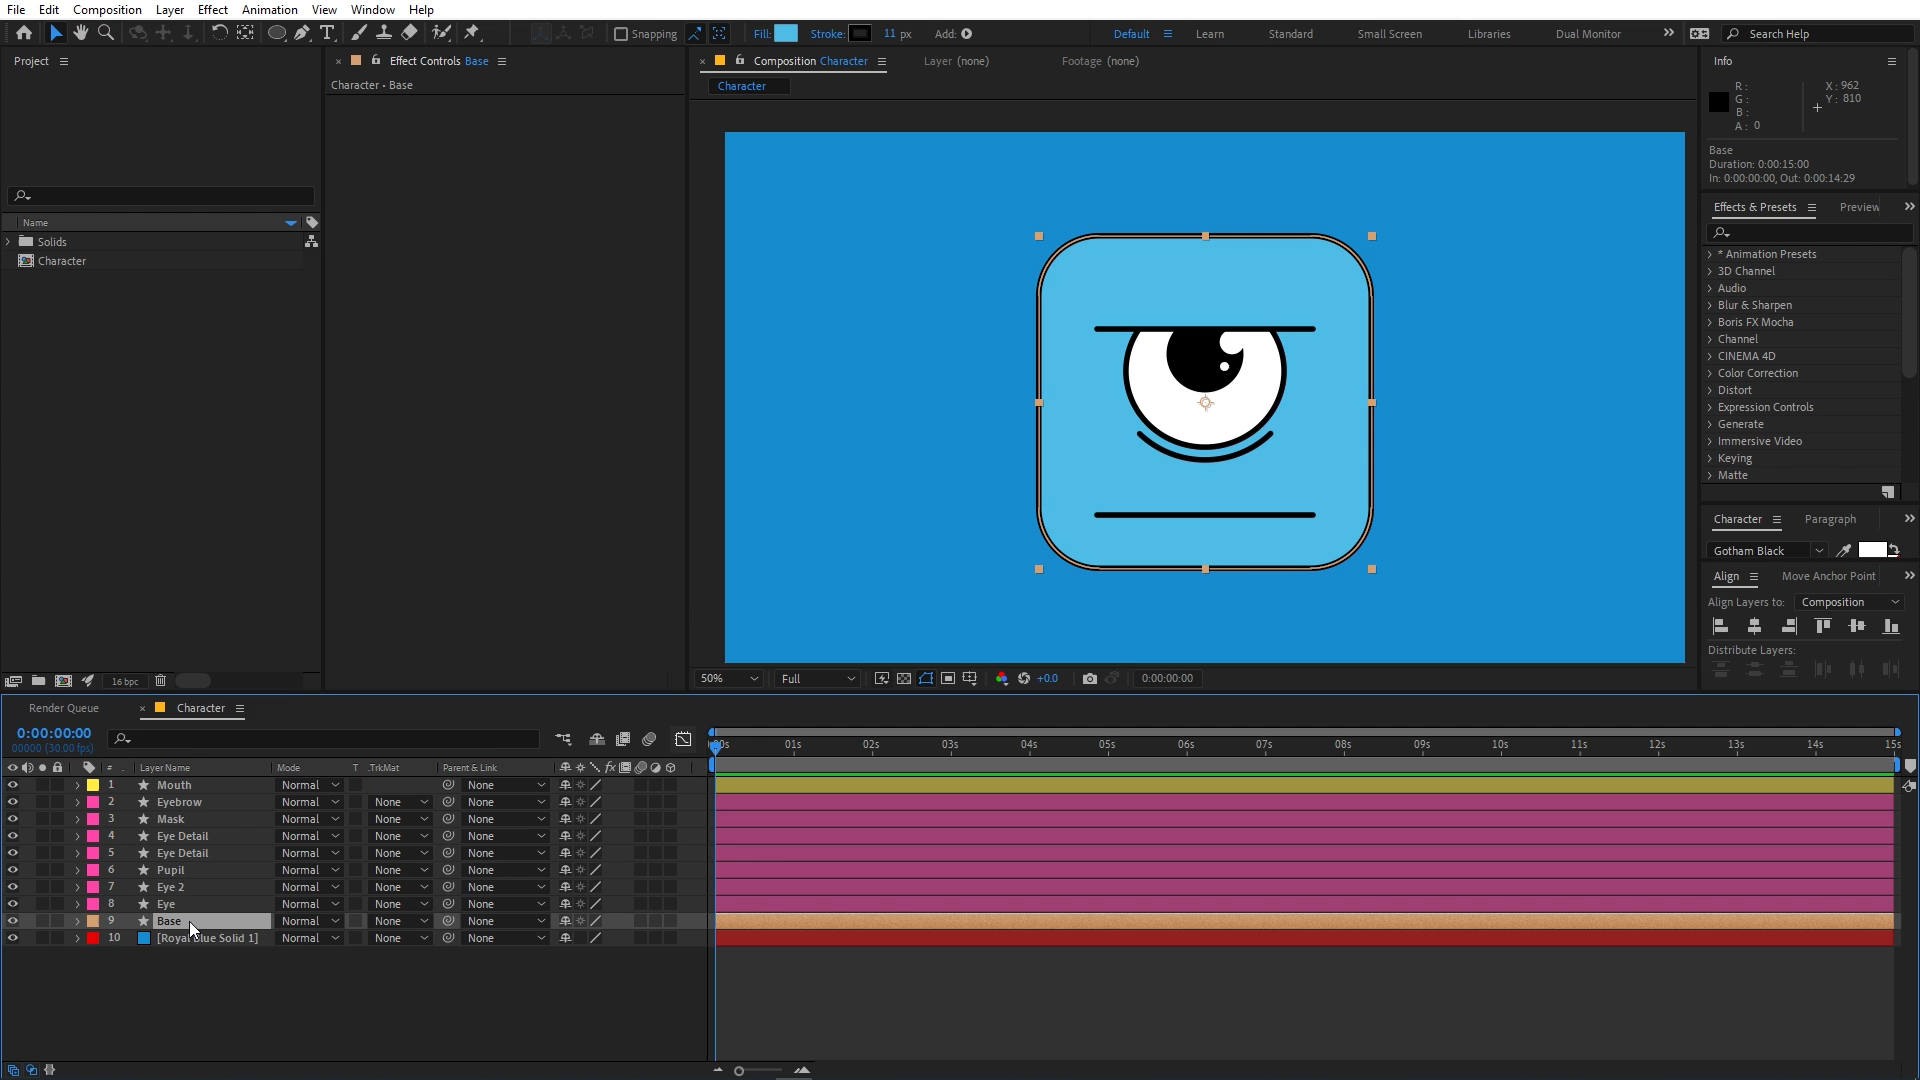 File Edit Composition Layer Effect Animation View Window Help
Snapping Fill: Stroke: 11 px Add: Default Learn Standard Small Screen Libraries Dual Monitor Search Help
Project
Effect Controls Base
Character • Base
Composition Character Layer (none) Footage (none)
Character
Info
R:
G:
B:
A: 0
X: 962
Y: 810
Base
Duration: 0:00:15:00
In: 0:00:00:00, Out: 0:00:14:29
Effects & Presets Preview
* Animation Presets
3D Channel
Audio
Blur & Sharpen
Boris FX Mocha
Channel
CINEMA 4D
Color Correction
Distort
Expression Controls
Generate
Immersive Video
Keying
Matte
Name
Solids
Character
Character Paragraph
Gotham Black
Align Move Anchor Point
Align Layers to: Composition
Distribute Layers:
16 bpc
50% Full +0.0 0:00:00:00
Render Queue Character
0:00:00:00
00000 (30.00 fps)
01s 02s 03s 04s 05s 06s 07s 08s 09s 10s 11s 12s 13s 14s 15s
# Layer Name Mode T .TrkMat Parent & Link
1 Mouth Normal None
2 Eyebrow Normal None None
3 Mask Normal None None
4 Eye Detail Normal None None
5 Eye Detail Normal None None
6 Pupil Normal None None
7 Eye 2 Normal None None
8 Eye Normal None None
9 Base Normal None None
10 [Royal Blue Solid 1] Normal None None